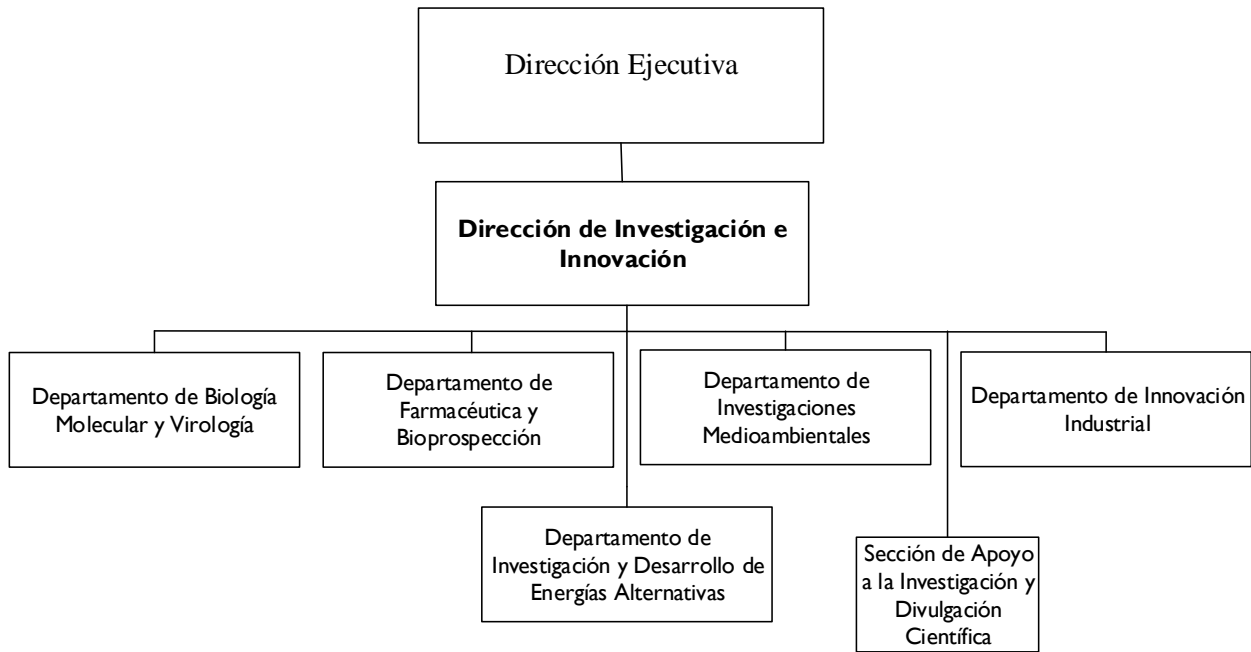 Dirección Ejecutiva
Dirección de Investigación e
Innovación
Departamento de Biología
Molecular y Virología
Departamento de
Farmacéutica y
Bioprospección
Departamento de
Investigaciones
Medioambientales
Departamento de Innovación
Industrial
Departamento de
Investigación y Desarrollo de
Energías Alternativas
Sección de Apoyo
a la Investigación y
Divulgación
Científica